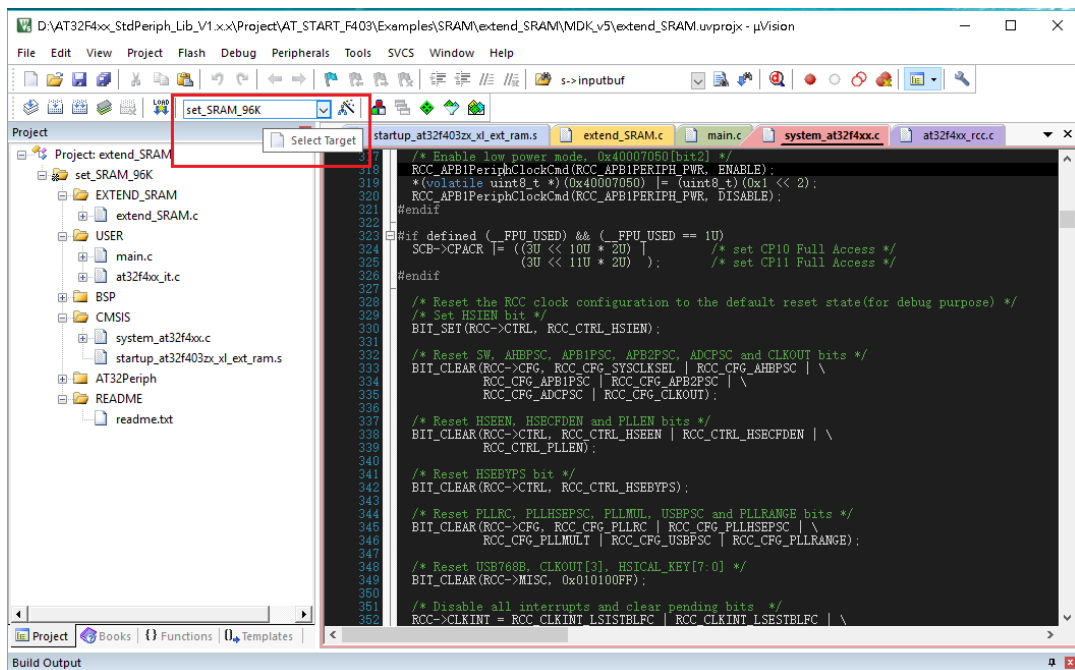 D:\AT32F4xx_StdPeriph_Lib_V1.x.x\Project\AT_START_F403\Examples\SRAM\extend_SRAM\MDK_v5\extend_SRAM.uvprojx - µVision
File Edit View Project Flash Debug Peripherals Tools SVCS Window Help
s->inputbuf
LOAD
set_SRAM_96K
Select Target
Project
startup_at32f403zx_xl_ext_ram.s extend_SRAM.c main.c system_at32f4xx.c at32f4xx_rcc.c
Project: extend_SRAM
set_SRAM_96K
EXTEND_SRAM
extend_SRAM.c
USER
main.c
at32f4xx_it.c
BSP
CMSIS
system_at32f4xx.c
startup_at32f403zx_xl_ext_ram.s
AT32Periph
README
readme.txt
317 /* Enable low power mode, 0x40007050[bit2] */
318 RCC_APB1PeriphClockCmd(RCC_APB1PERIPH_PWR, ENABLE);
319 *(volatile uint8_t *)(0x40007050) |= (uint8_t)(0x1 << 2);
320 RCC_APB1PeriphClockCmd(RCC_APB1PERIPH_PWR, DISABLE);
321 #endif
322
323 #if defined (__FPU_USED) && (__FPU_USED == 1U)
324 SCB->CPACR |= ((3U << 10U * 2U) | /* set CP10 Full Access */
325 (3U << 11U * 2U) ); /* set CP11 Full Access */
326 #endif
327
328 /* Reset the RCC clock configuration to the default reset state(for debug purpose) */
329 /* Set HSIEN bit */
330 BIT_SET(RCC->CTRL, RCC_CTRL_HSIEN);
331
332 /* Reset SW, AHBPSC, APB1PSC, APB2PSC, ADCPSC and CLKOUT bits */
333 BIT_CLEAR(RCC->CFG, RCC_CFG_SYSCLKSEL | RCC_CFG_AHBPSC | \
334 RCC_CFG_APB1PSC | RCC_CFG_APB2PSC | \
335 RCC_CFG_ADCPSC | RCC_CFG_CLKOUT);
336
337 /* Reset HSEEN, HSECFDEN and PLLEN bits */
338 BIT_CLEAR(RCC->CTRL, RCC_CTRL_HSEEN | RCC_CTRL_HSECFDEN | \
339 RCC_CTRL_PLLEN);
340
341 /* Reset HSEBYPS bit */
342 BIT_CLEAR(RCC->CTRL, RCC_CTRL_HSEBYPS);
343
344 /* Reset PLLRC, PLLHSEPSC, PLLMUL, USBPSC and PLLRANGE bits */
345 BIT_CLEAR(RCC->CFG, RCC_CFG_PLLRC | RCC_CFG_PLLHSEPSC | \
346 RCC_CFG_PLLMULT | RCC_CFG_USBPSC | RCC_CFG_PLLRANGE);
347
348 /* Reset USB768B, CLKOUT[3], HSICAL_KEY[7:0] */
349 BIT_CLEAR(RCC->MISC, 0x010100FF);
350
351 /* Disable all interrupts and clear pending bits */
352 RCC->CLKINT = RCC_CLKINT_LSISTBLFC | RCC_CLKINT_LSESTBLFC | \
Project Books {} Functions Templates
Build Output